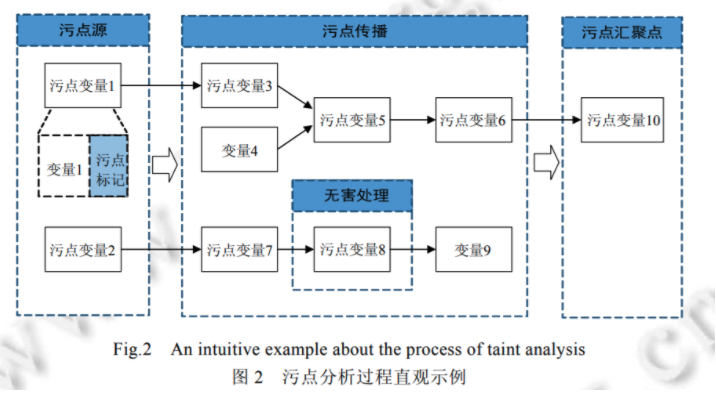 污点源
污点传播
污点汇聚点
污点变量1
污点变量3
污点变量5
污点变量6
污点变量10
变量1
污点
标记
变量4
无害处理
污点变量2
污点变量7
污点变量8
变量9
Fig.2 An intuitive example about the process of taint analysis
图 2 污点分析过程直观示例